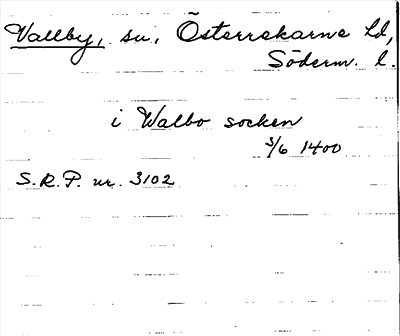 Vallby, sn, Österrekarne hd,
Söderm. l.
i Walbo socken
3/6 1400
S.R.P. nr. 3102